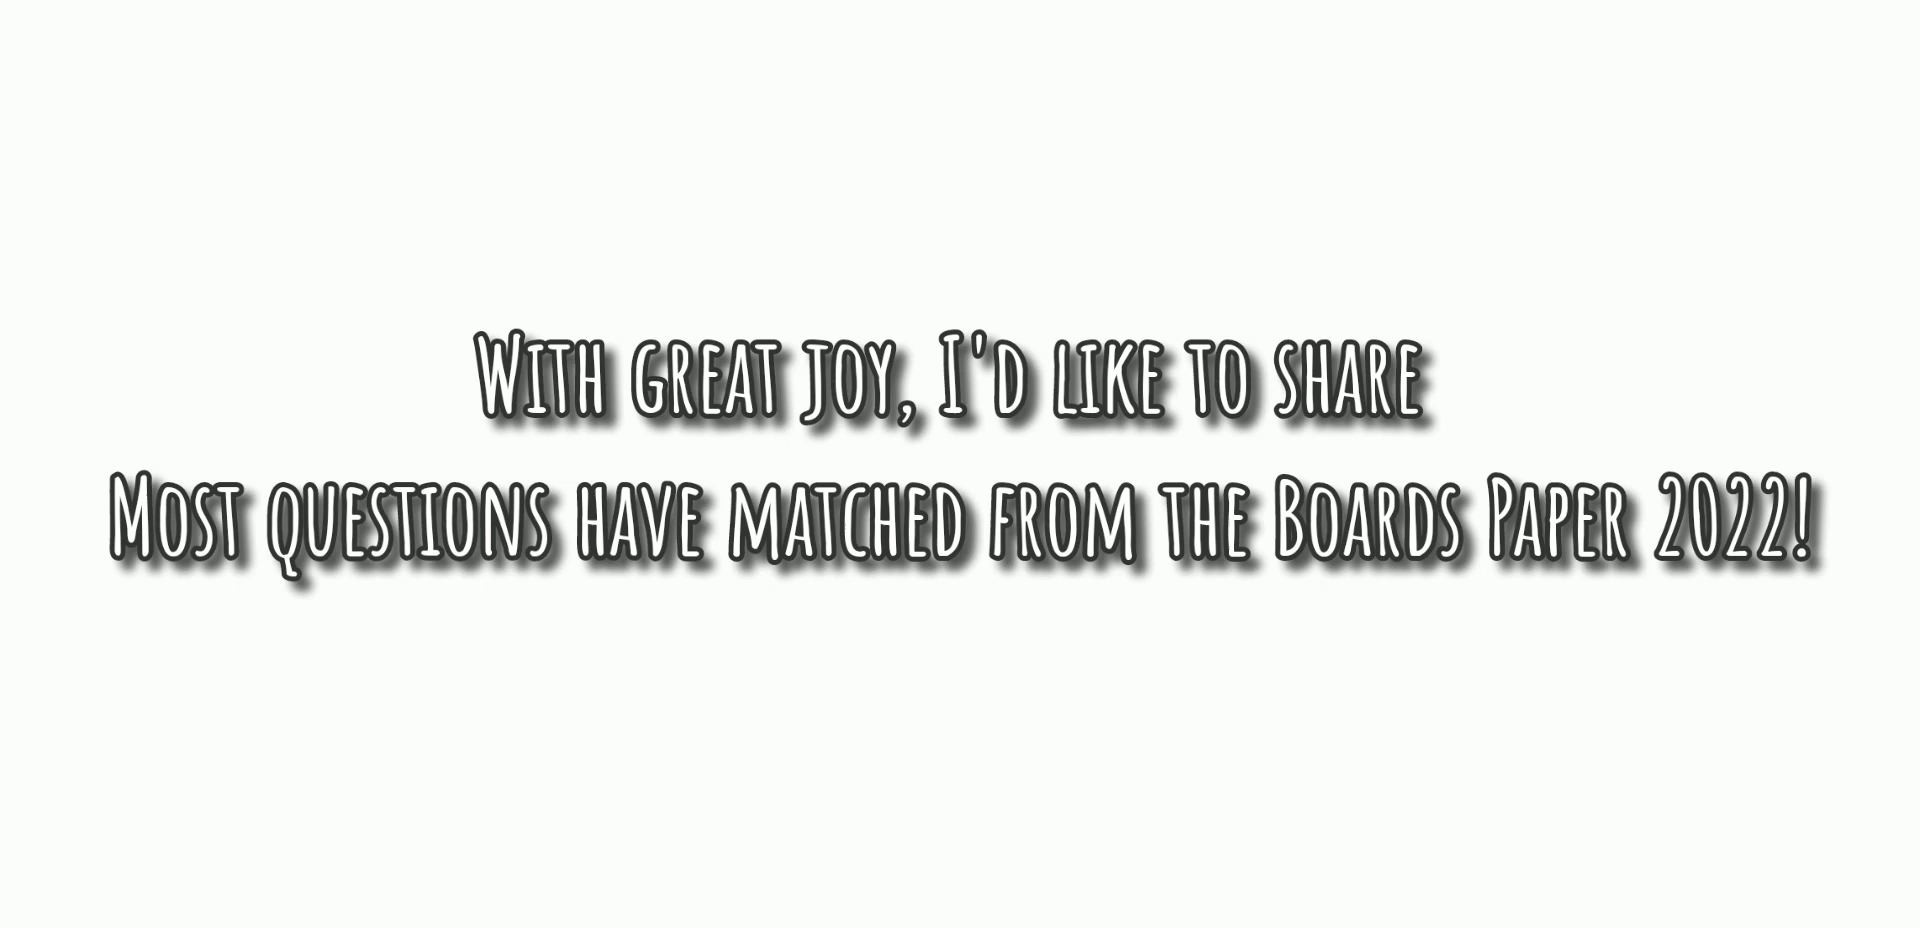 With great joy, I'd like to share
Most questions have matched from the Boards Paper 2022!